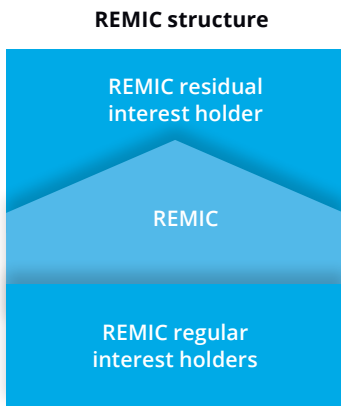 REMIC structure
REMIC residual
interest holder
REMIC
REMIC regular
interest holders